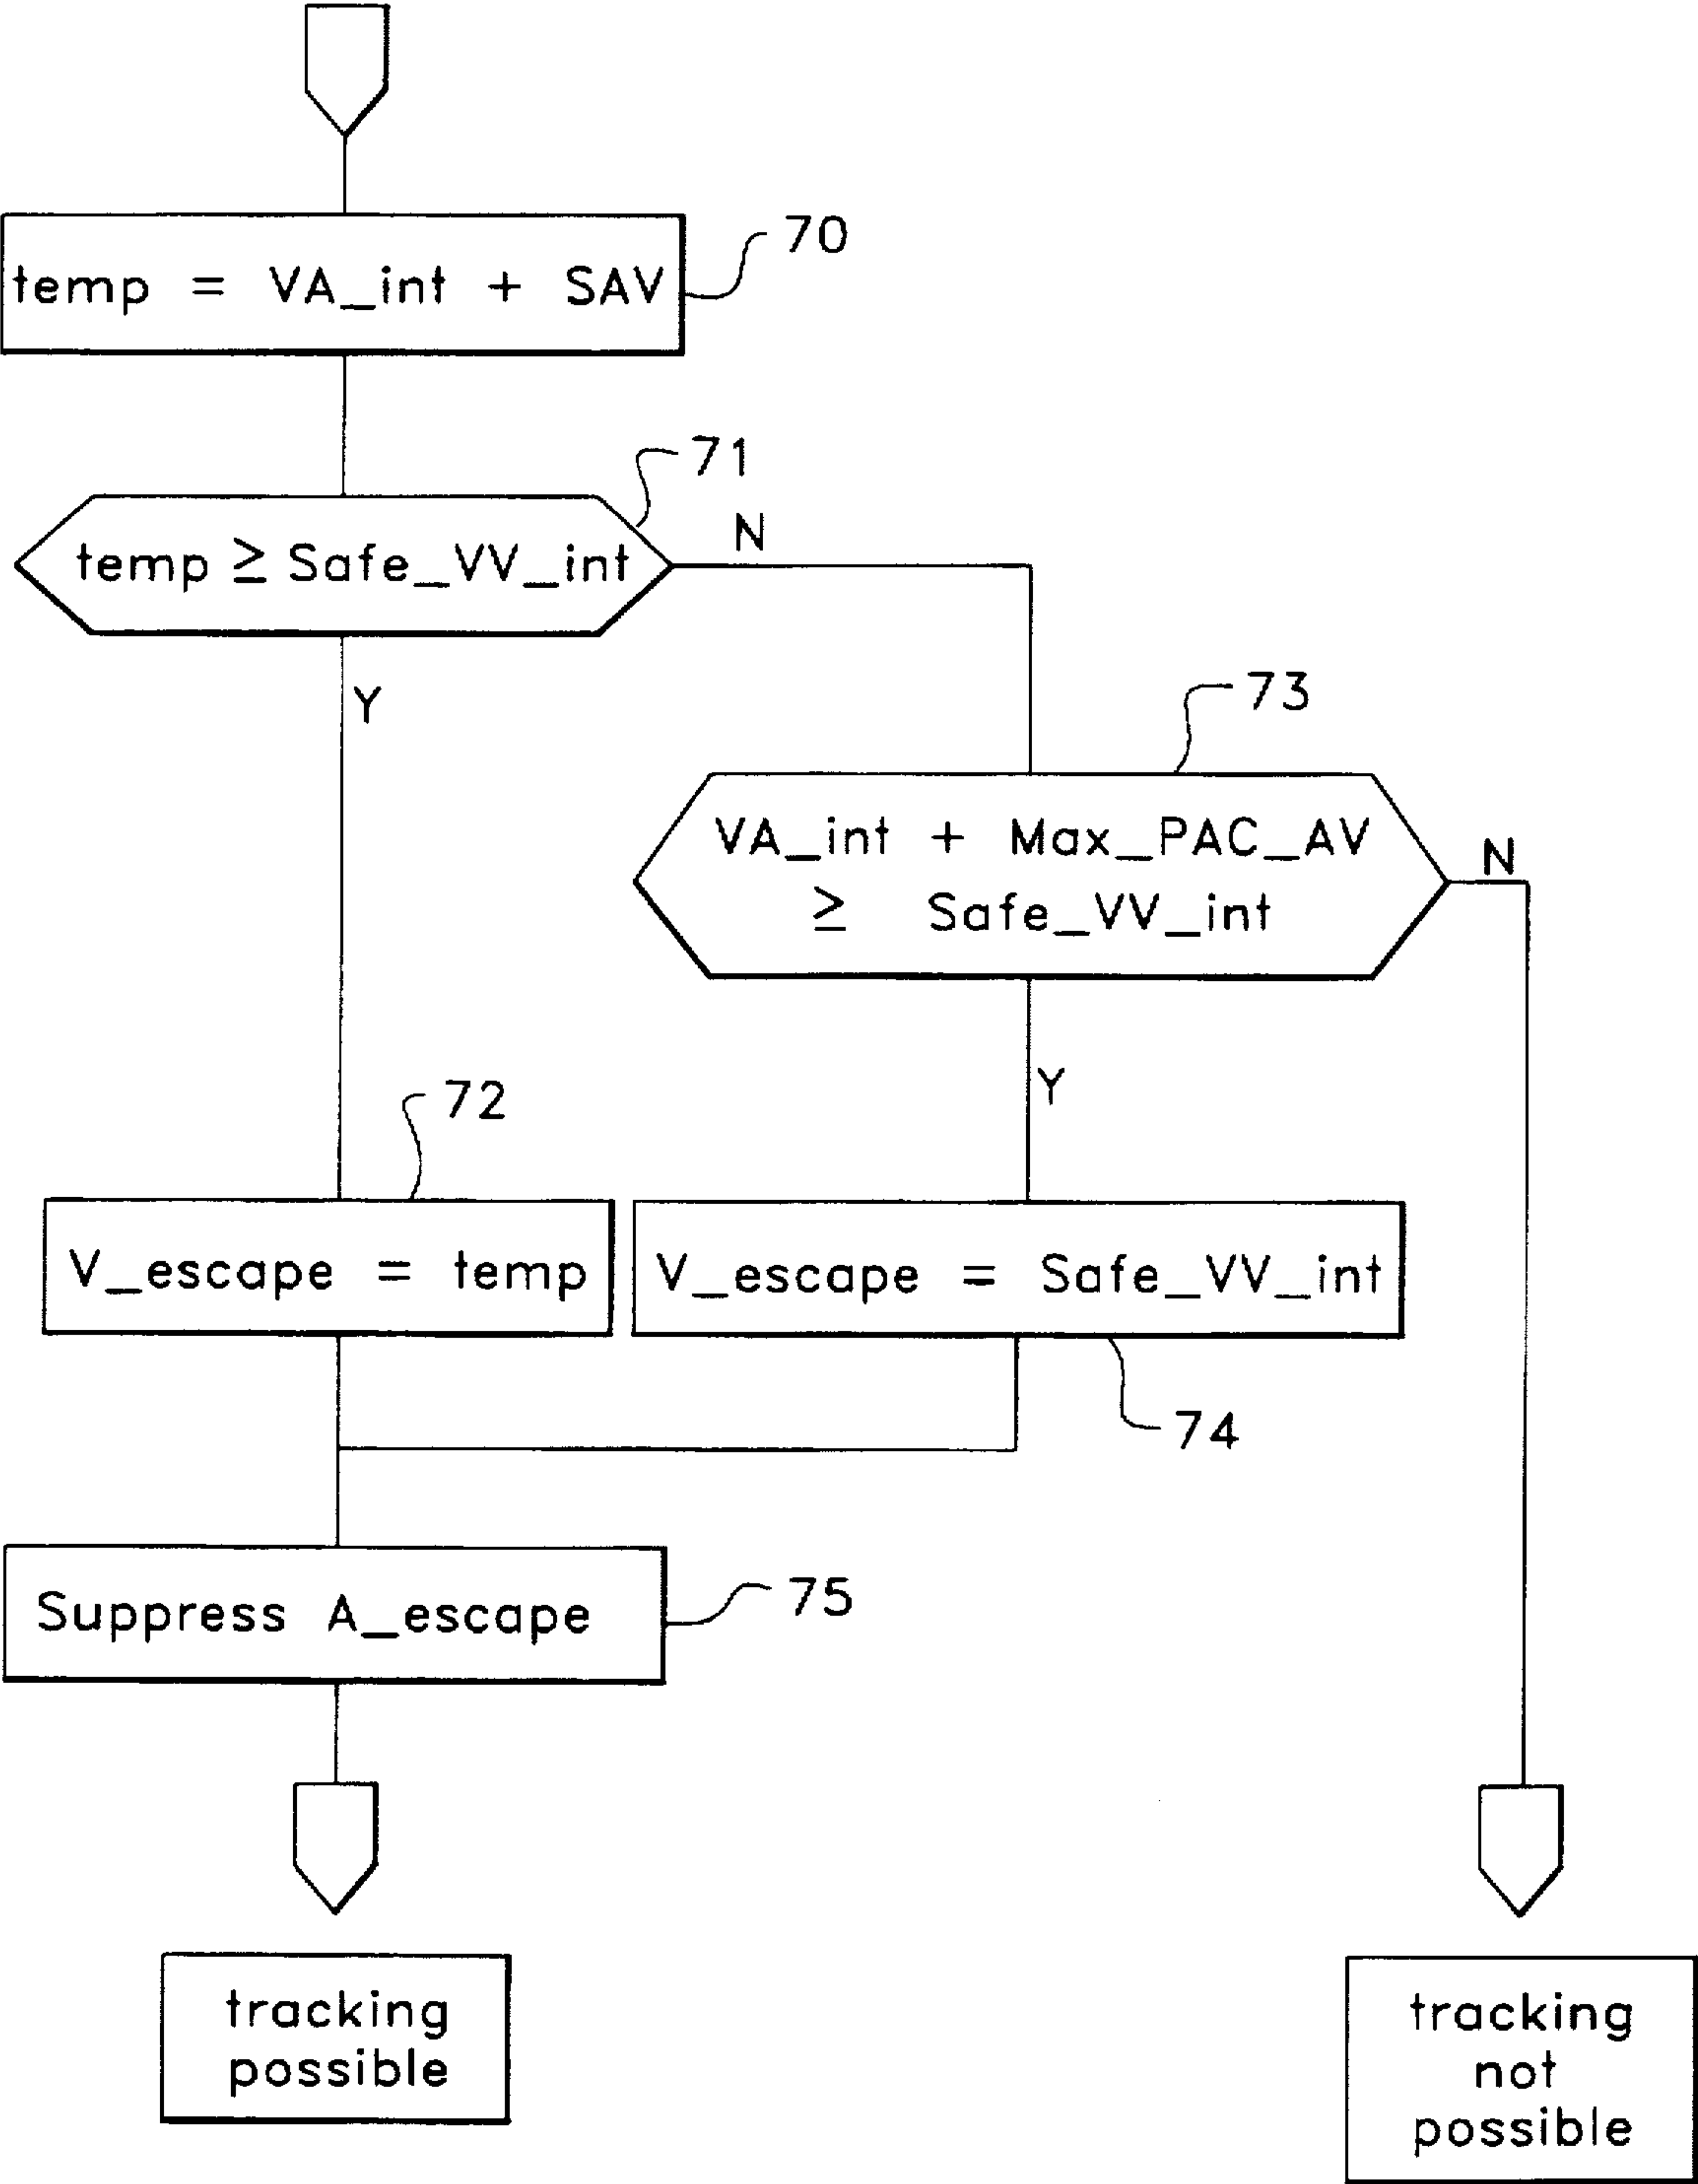 temp = VA_int + SAV
70
71
temp ≥ Safe_VV_int
N
Y
73
VA_int + Max_PAC_AV
≥ Safe_VV_int
N
Y
72
V_escape = temp
V_escape = Safe_VV_int
74
Suppress A_escape
75
tracking
possible
tracking
not
possible